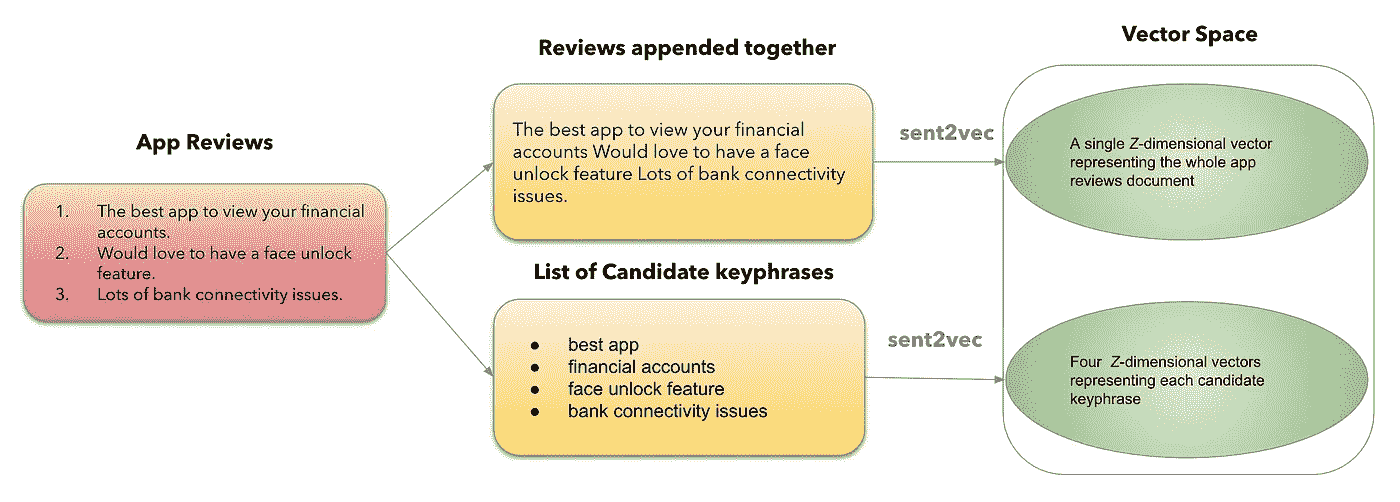 App Reviews
1. The best app to view your financial
accounts.
2. Would love to have a face unlock
feature.
3. Lots of bank connectivity issues.
Reviews appended together
The best app to view your financial
accounts Would love to have a face
unlock feature Lots of bank connectivity
issues.
List of Candidate keyphrases
● best app
● financial accounts
● face unlock feature
● bank connectivity issues
sent2vec
sent2vec
Vector Space
A single Z-dimensional vector
representing the whole app
reviews document
Four Z-dimensional vectors
representing each candidate
keyphrase